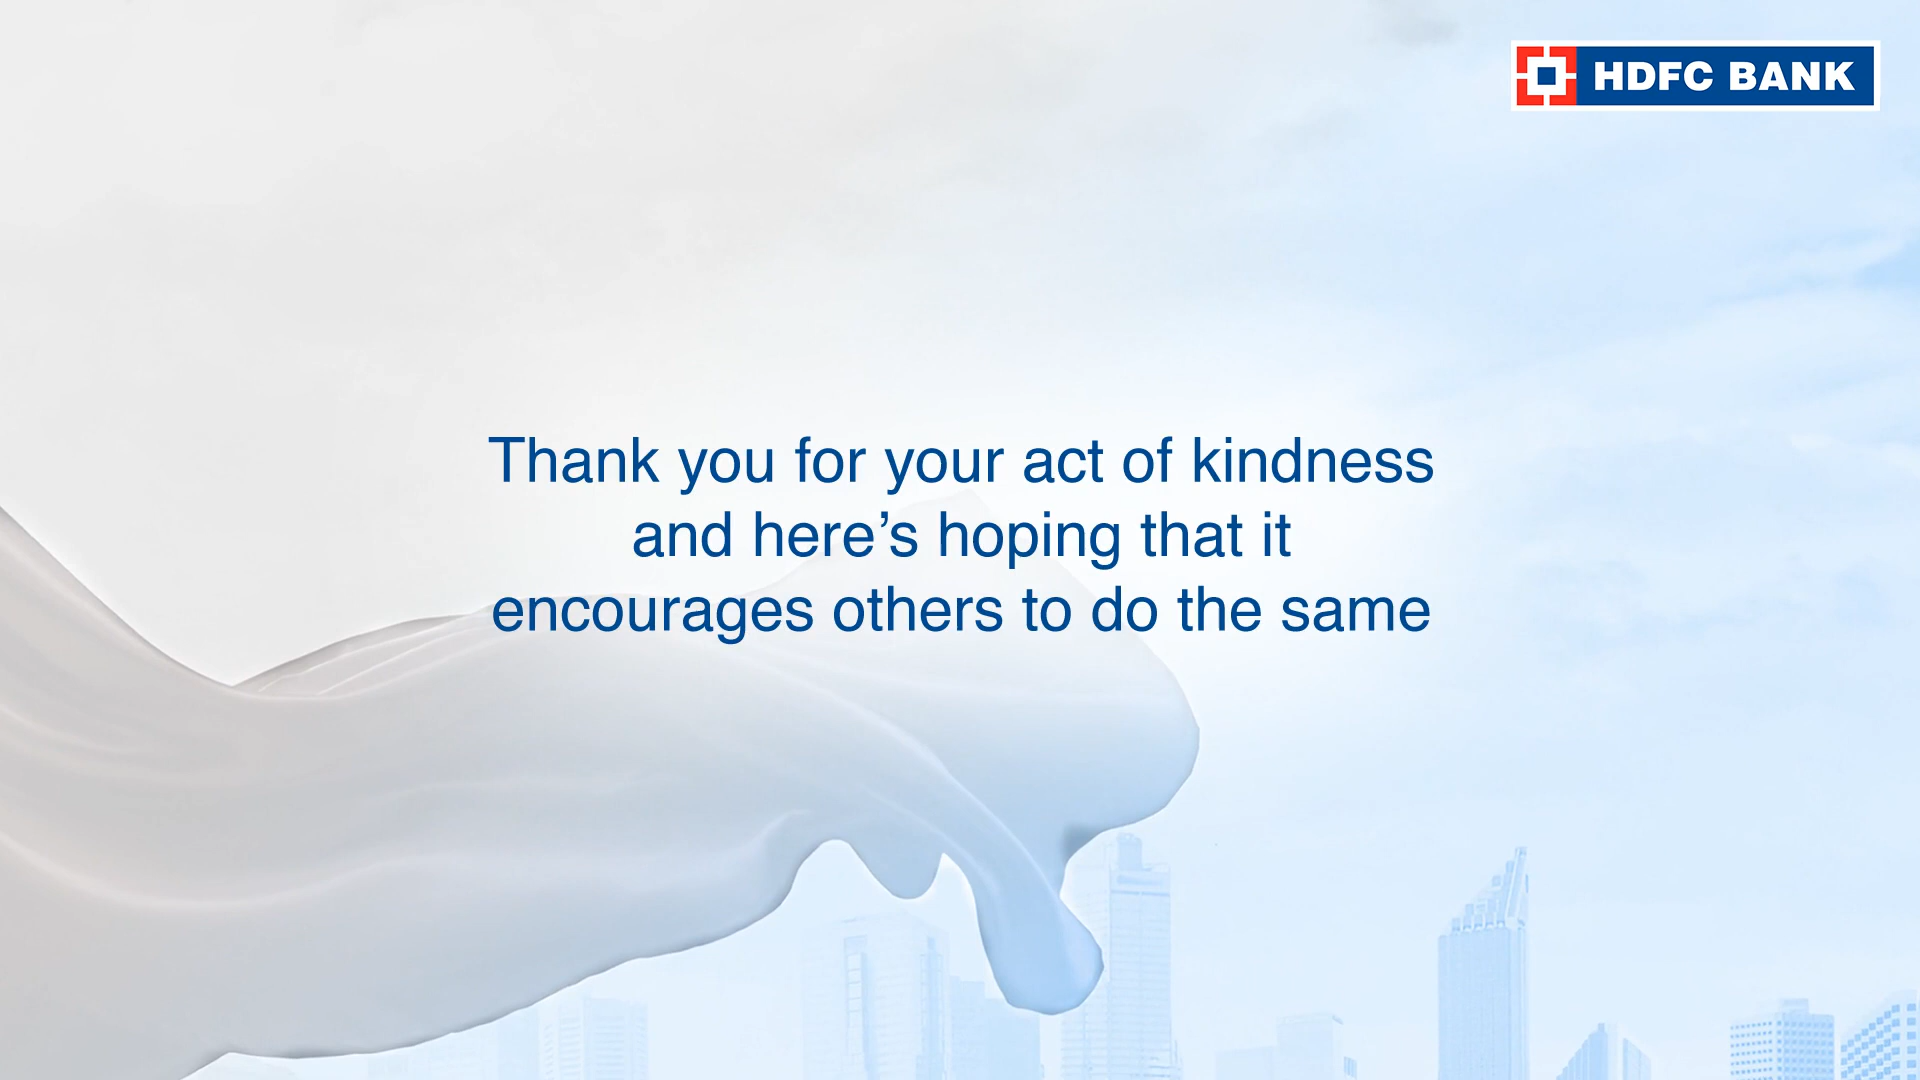 HDFC BANK
Thank you for your act of kindness
and here’s hoping that it
encourages others to do the same